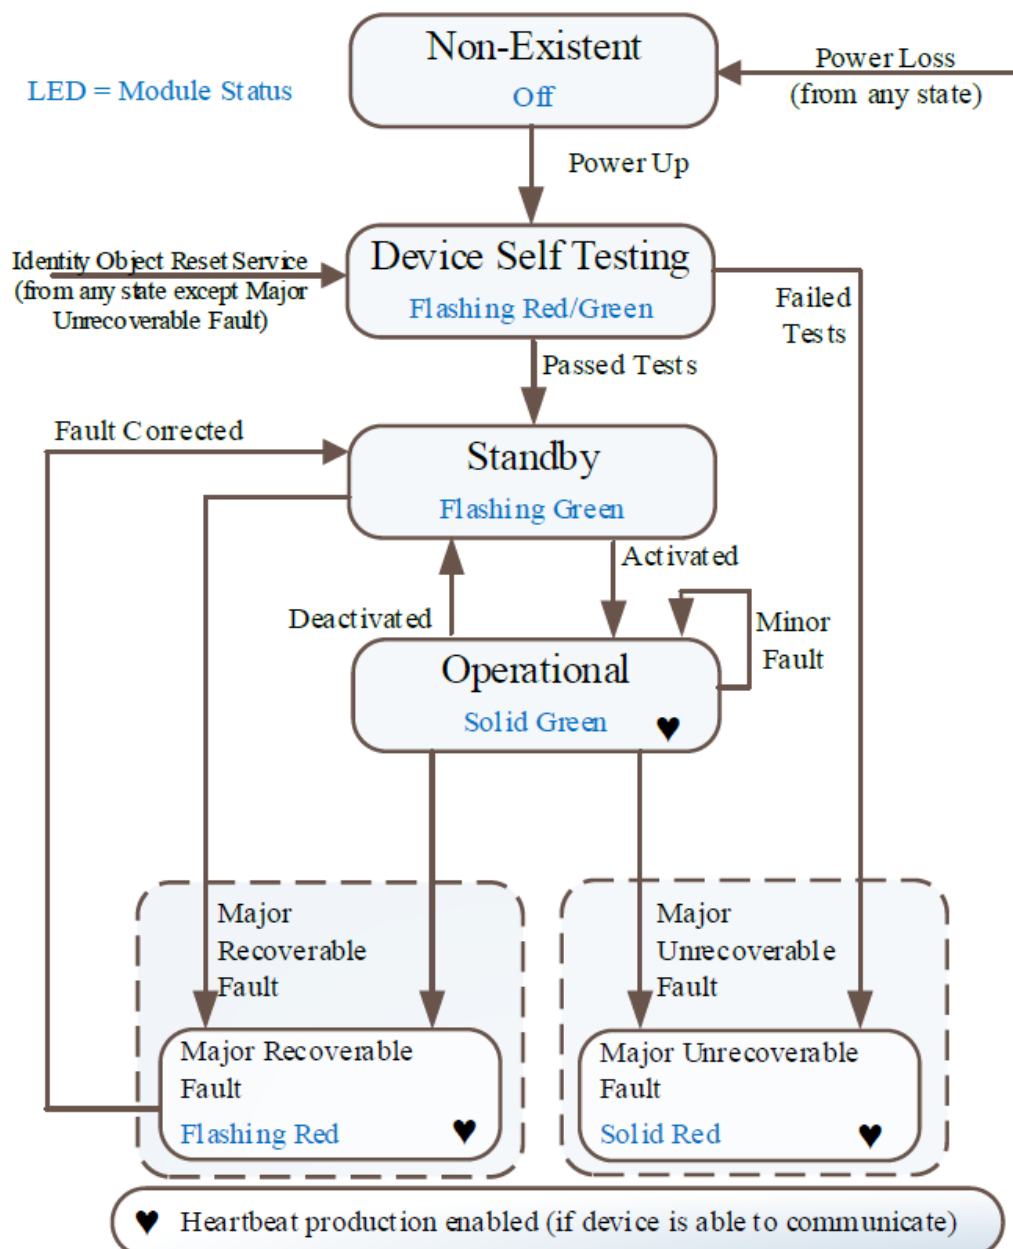 Non-Existent
Off
LED = Module Status
Power Loss
(from any state)
Power Up
Identity Object Reset Service
(from any state except Major
Unrecoverable Fault)
Device Self Testing
Flashing Red/Green
Failed
Tests
Passed Tests
Fault Corrected
Standby
Flashing Green
Activated
Deactivated
Minor
Fault
Operational
Solid Green
Major
Recoverable
Fault
Major
Unrecoverable
Fault
Major Recoverable
Fault
Flashing Red
Major Unrecoverable
Fault
Solid Red
Heartbeat production enabled (if device is able to communicate)